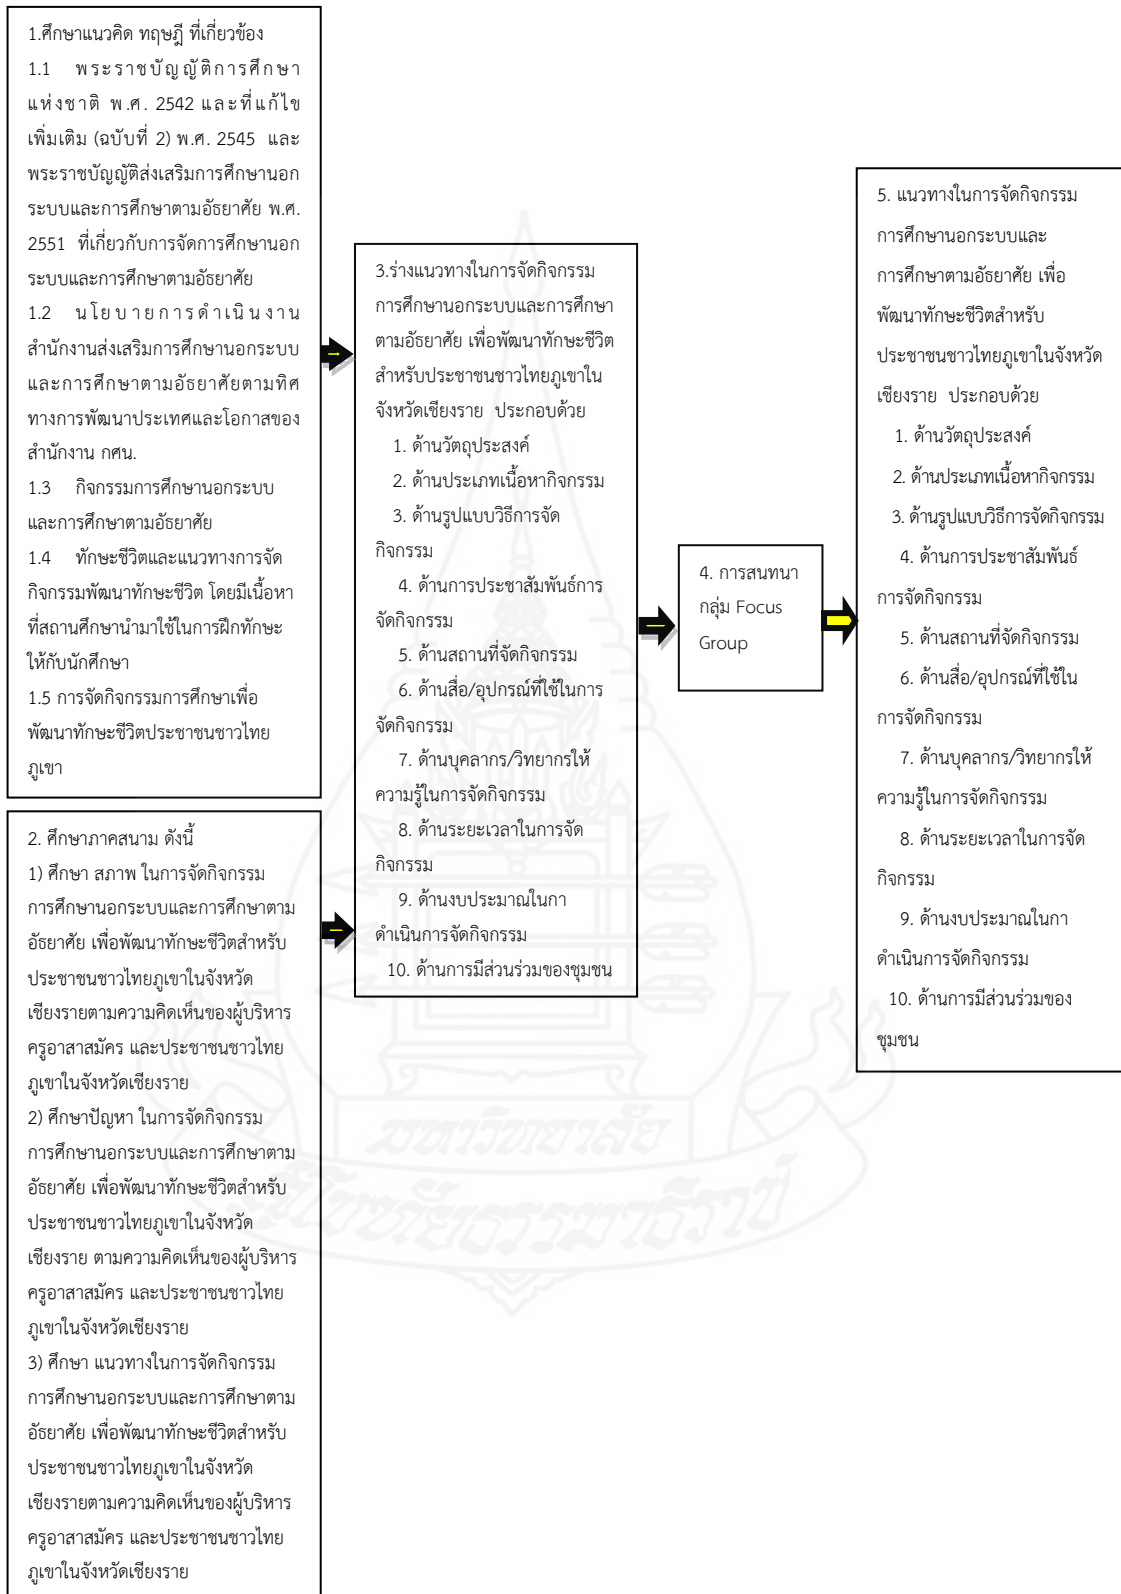 1.ศึกษาแนวคิด ทฤษฎี ที่เกี่ยวข้อง
1.1 พระราชบัญญัติการศึกษา
แห่งชาติ พ.ศ. 2542 และที่แก้ไข
เพิ่มเติม (ฉบับที่ 2) พ.ศ. 2545 และ
พระราชบัญญัติส่งเสริมการศึกษานอก
ระบบและการศึกษาตามอัธยาศัย พ.ศ.
2551 ที่เกี่ยวกับการจัดการศึกษานอก
ระบบและการศึกษาตามอัธยาศัย
1.2 นโยบายการดำเนินงาน
สำนักงานส่งเสริมการศึกษานอกระบบ
และการศึกษาตามอัธยาศัยตามทิศ
ทางการพัฒนาประเทศและโอกาสของ
สำนักงาน กศน.
1.3 กิจกรรมการศึกษานอกระบบ
และการศึกษาตามอัธยาศัย
1.4 ทักษะชีวิตและแนวทางการจัด
กิจกรรมพัฒนาทักษะชีวิต โดยมีเนื้อหา
ที่สถานศึกษานำมาใช้ในการฝึกทักษะ
ให้กับนักศึกษา
1.5 การจัดกิจกรรมการศึกษาเพื่อ
พัฒนาทักษะชีวิตประชาชนชาวไทย
ภูเขา
2. ศึกษาภาคสนาม ดังนี้
1) ศึกษา สภาพ ในการจัดกิจกรรม
การศึกษานอกระบบและการศึกษาตาม
อัธยาศัย เพื่อพัฒนาทักษะชีวิตสำหรับ
ประชาชนชาวไทยภูเขาในจังหวัด
เชียงรายตามความคิดเห็นของผู้บริหาร
ครูอาสาสมัคร และประชาชนชาวไทย
ภูเขาในจังหวัดเชียงราย
2) ศึกษาปัญหา ในการจัดกิจกรรม
การศึกษานอกระบบและการศึกษาตาม
อัธยาศัย เพื่อพัฒนาทักษะชีวิตสำหรับ
ประชาชนชาวไทยภูเขาในจังหวัด
เชียงราย ตามความคิดเห็นของผู้บริหาร
ครูอาสาสมัคร และประชาชนชาวไทย
ภูเขาในจังหวัดเชียงราย
3) ศึกษา แนวทางในการจัดกิจกรรม
การศึกษานอกระบบและการศึกษาตาม
อัธยาศัย เพื่อพัฒนาทักษะชีวิตสำหรับ
ประชาชนชาวไทยภูเขาในจังหวัด
เชียงรายตามความคิดเห็นของผู้บริหาร
ครูอาสาสมัคร และประชาชนชาวไทย
ภูเขาในจังหวัดเชียงราย
3.ร่างแนวทางในการจัดกิจกรรม
การศึกษานอกระบบและการศึกษา
ตามอัธยาศัย เพื่อพัฒนาทักษะชีวิต
สำหรับประชาชนชาวไทยภูเขาใน
จังหวัดเชียงราย ประกอบด้วย
1. ด้านวัตถุประสงค์
2. ด้านประเภทเนื้อหากิจกรรม
3. ด้านรูปแบบวิธีการจัด
กิจกรรม
4. ด้านการประชาสัมพันธ์การ
จัดกิจกรรม
5. ด้านสถานที่จัดกิจกรรม
6. ด้านสื่อ/อุปกรณ์ที่ใช้ในการ
จัดกิจกรรม
7. ด้านบุคลากร/วิทยากรให้
ความรู้ในการจัดกิจกรรม
8. ด้านระยะเวลาในการจัด
กิจกรรม
9. ด้านงบประมาณในกา
ดำเนินการจัดกิจกรรม
10. ด้านการมีส่วนร่วมของชุมชน
4. การสนทนา
กลุ่ม Focus
Group
5. แนวทางในการจัดกิจกรรม
การศึกษานอกระบบและ
การศึกษาตามอัธยาศัย เพื่อ
พัฒนาทักษะชีวิตสำหรับ
ประชาชนชาวไทยภูเขาในจังหวัด
เชียงราย ประกอบด้วย
1. ด้านวัตถุประสงค์
2. ด้านประเภทเนื้อหากิจกรรม
3. ด้านรูปแบบวิธีการจัดกิจกรรม
4. ด้านการประชาสัมพันธ์
การจัดกิจกรรม
5. ด้านสถานที่จัดกิจกรรม
6. ด้านสื่อ/อุปกรณ์ที่ใช้ใน
การจัดกิจกรรม
7. ด้านบุคลากร/วิทยากรให้
ความรู้ในการจัดกิจกรรม
8. ด้านระยะเวลาในการจัด
กิจกรรม
9. ด้านงบประมาณในกา
ดำเนินการจัดกิจกรรม
10. ด้านการมีส่วนร่วมของ
ชุมชน
มหาวิทยาลัย
สุโขทัยธรรมาธิราช